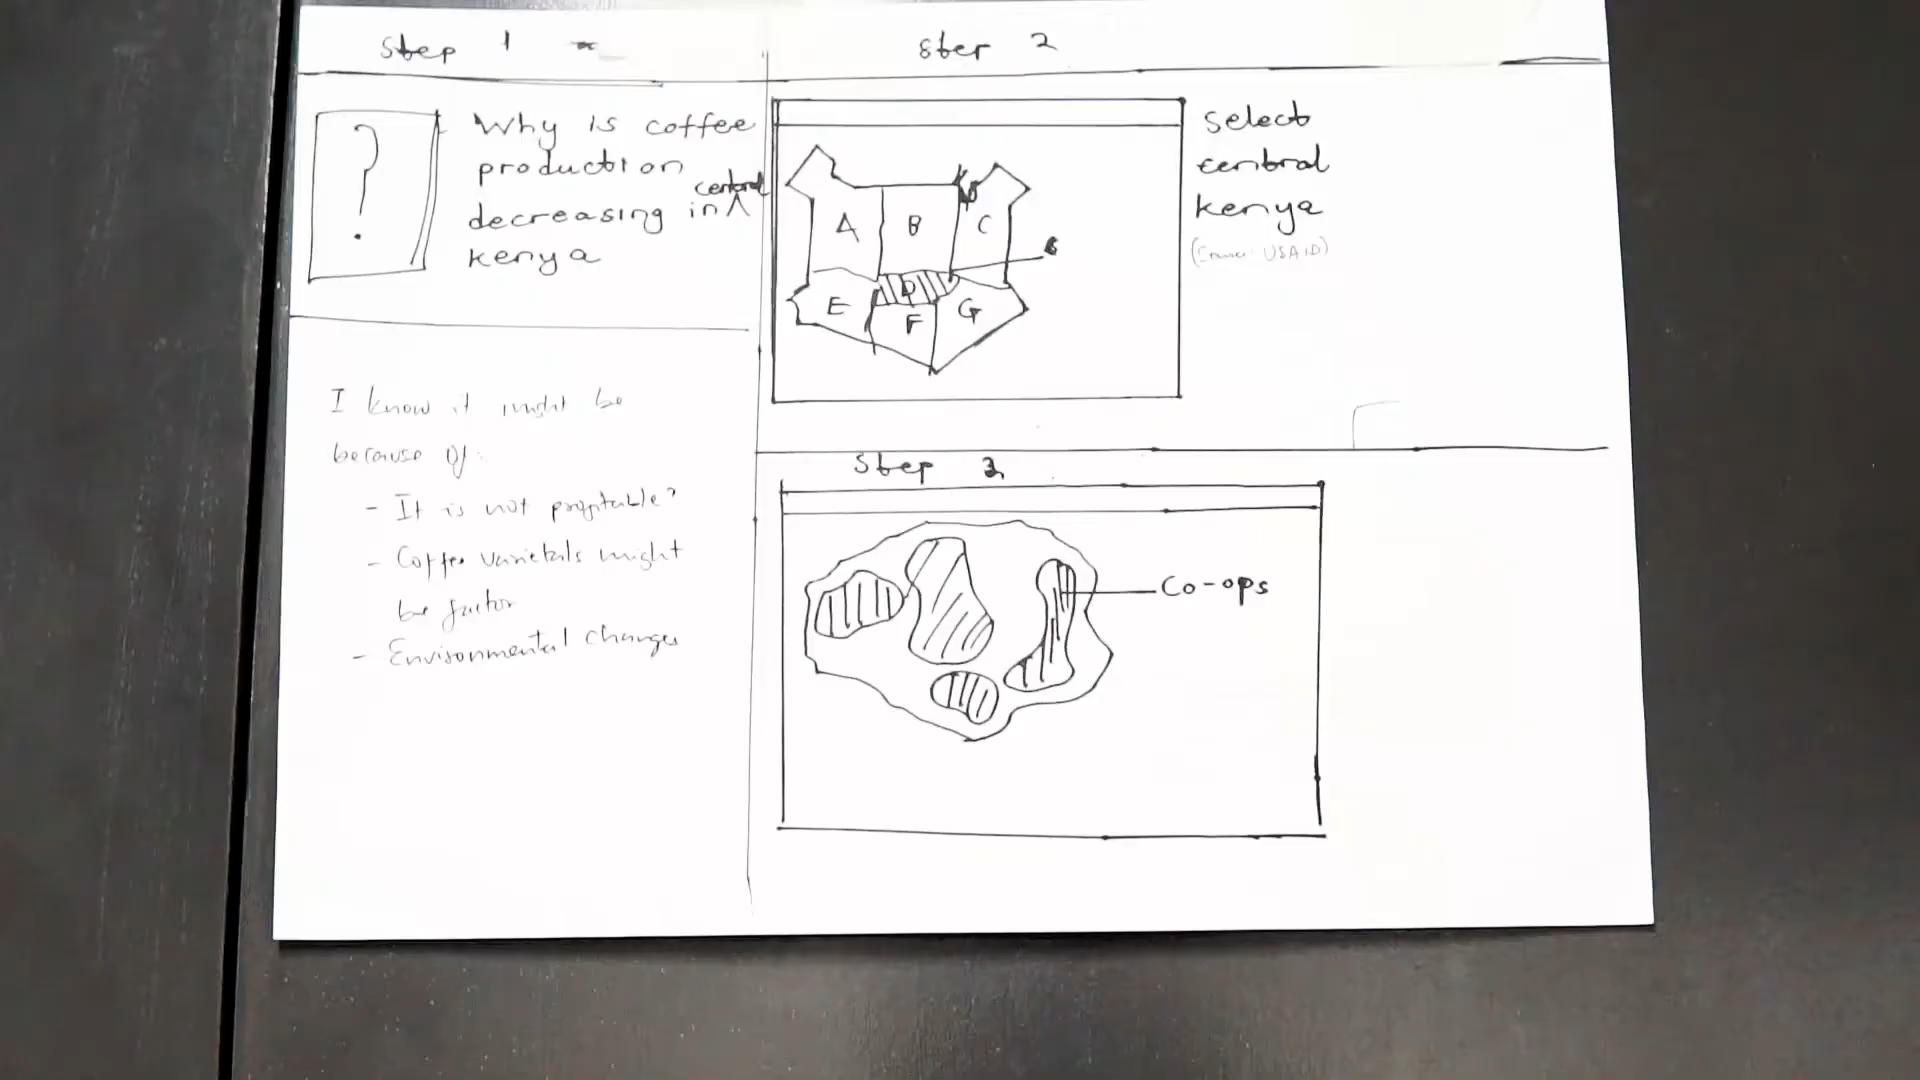 Step 1
Why is coffee
production
central
decreasing in ^
kenya
I know it might be
because of:
- It is not profitable?
- Coffee varietals might
be factor
- Environmental changes
Step 2
A B C
D
E F G
Select
central
kenya
USAID)
Step 3
Co-ops